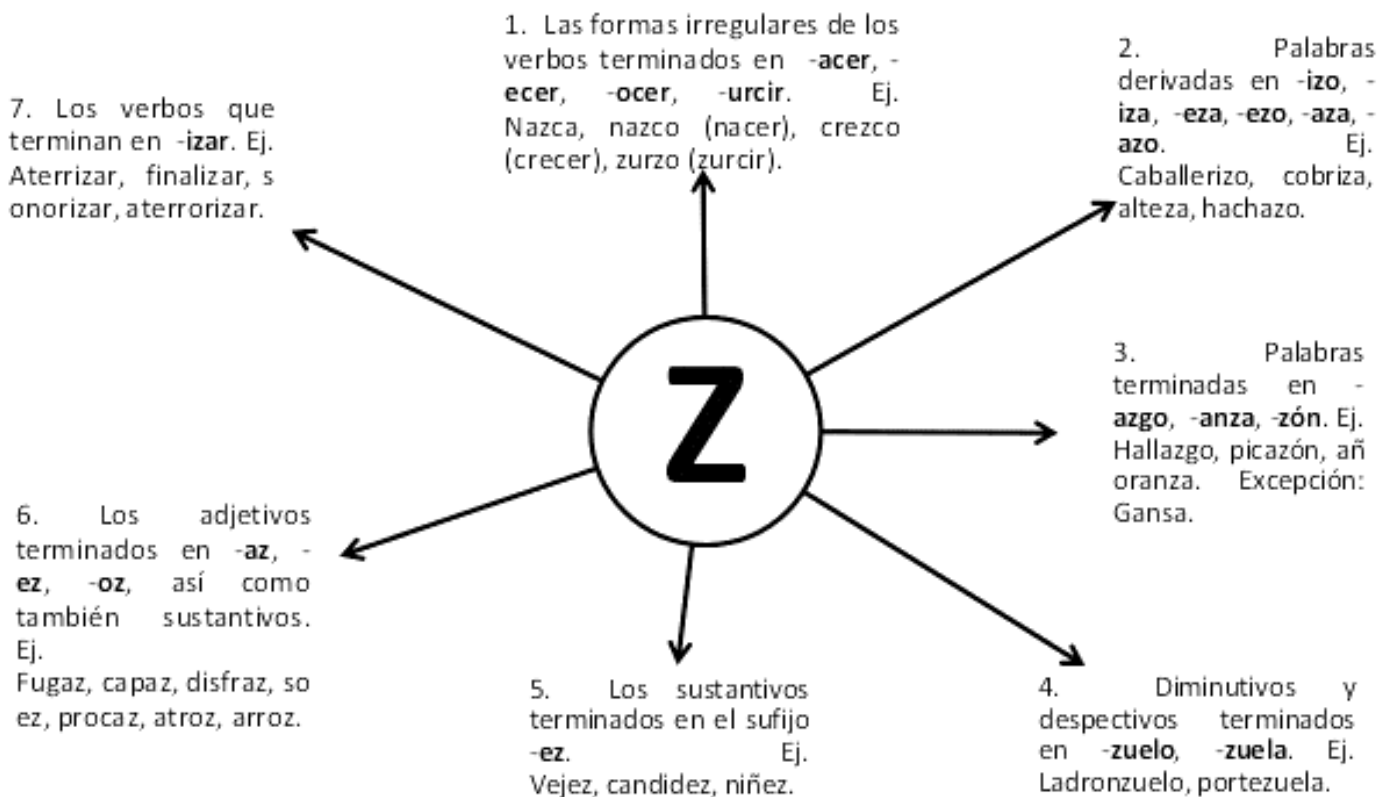 1. Las formas irregulares de los
verbos terminados en -acer, -
ecer, -ocer, -urcir. Ej.
Nazca, nazco (nacer), crezco
(crecer), zurzo (zurcir).
2. Palabras
derivadas en -izo, -
iza, -eza, -ezo, -aza, -
azo. Ej.
Caballerizo, cobriza,
alteza, hachazo.
3. Palabras
terminadas en -
azgo, -anza, -zón. Ej.
Hallazgo, picazón, añ
oranza. Excepción:
Gansa.
4. Diminutivos y
despectivos terminados
en -zuelo, -zuela. Ej.
Ladronzuelo, portezuela.
5. Los sustantivos
terminados en el sufijo
-ez. Ej.
Vejez, candidez, niñez.
6. Los adjetivos
terminados en -az, -
ez, -oz, así como
también sustantivos.
Ej.
Fugaz, capaz, disfraz, so
ez, procaz, atroz, arroz.
7. Los verbos que
terminan en -izar. Ej.
Aterrizar, finalizar, s
onorizar, aterrorizar.
Z